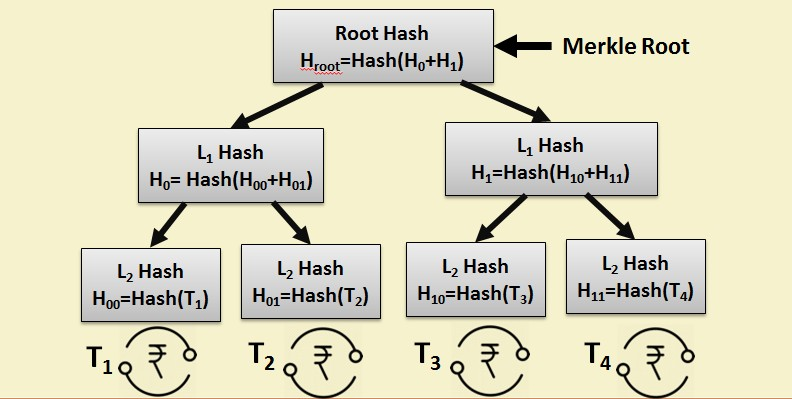 Root Hash
H_root=Hash(H₀+H₁)
Merkle Root
L₁ Hash
H₀= Hash(H₀₀+H₀₁)
L₁ Hash
H₁=Hash(H₁₀+H₁₁)
L₂ Hash
H₀₀=Hash(T₁)
L₂ Hash
H₀₁=Hash(T₂)
L₂ Hash
H₁₀=Hash(T₃)
L₂ Hash
H₁₁=Hash(T₄)
T₁ ₹
T₂ ₹
T₃ ₹
T₄ ₹